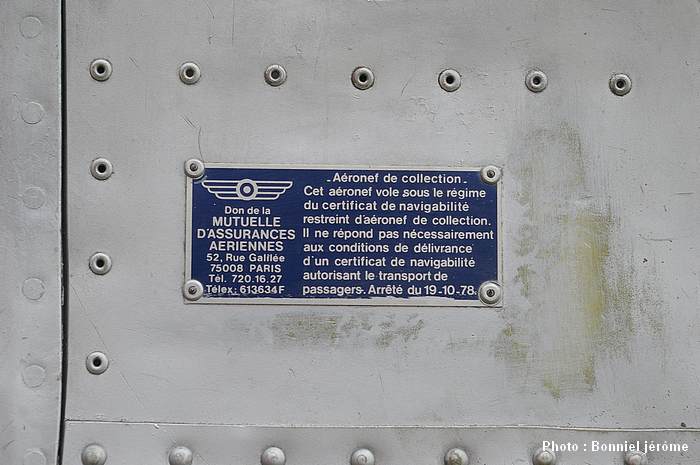 Don de la
MUTUELLE
D'ASSURANCES
AERIENNES
52, Rue Galilée
75008 PARIS
Tél. 720.16.27
Télex: 613634F
_Aéronef de collection_
Cet aéronef vole sous le régime
du certificat de navigabilité
restreint d'aéronef de collection.
Il ne répond pas nécessairement
aux conditions de délivrance
d'un certificat de navigabilité
autorisant le transport de
passagers. Arrêté du 19-10-78.
Photo : Bonniel jérôme